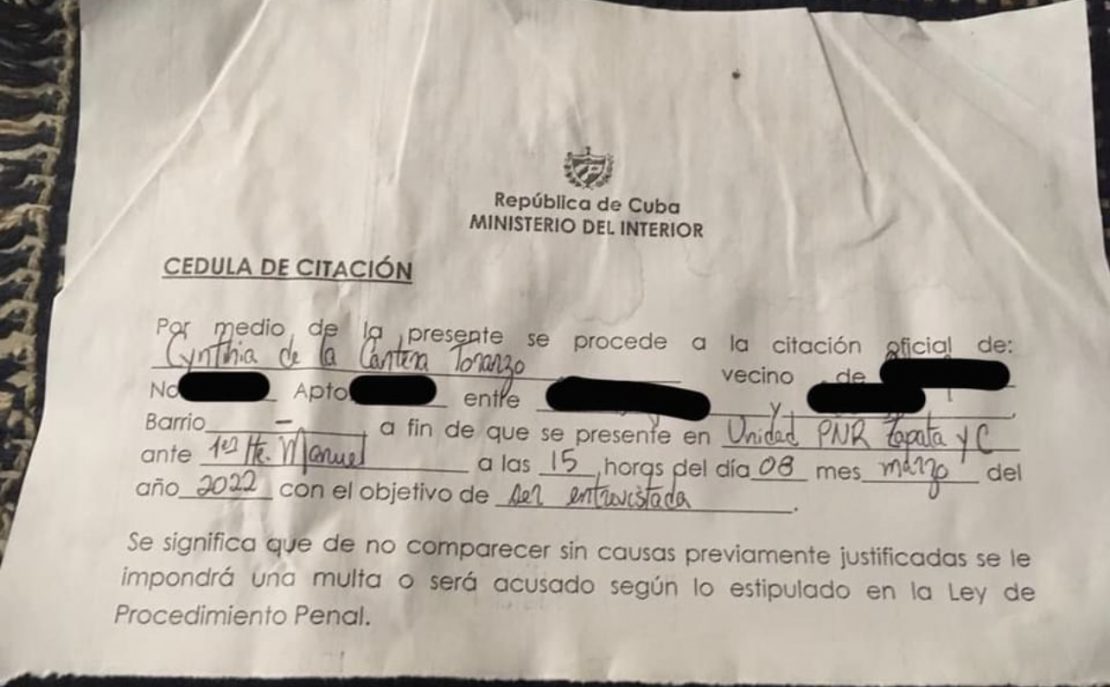 República de Cuba
MINISTERIO DEL INTERIOR
CEDULA DE CITACIÓN
Por medio de la presente se procede a la citación oficial de:
Cynthia de la Cantera Toranzo vecino de
No Apto entre y
Barrio – a fin de que se presente en Unidad PNR Zapata y C
ante 1er Tte. Manuel a las 15 horas del día 08 mes marzo del
año 2022 con el objetivo de ser entrevistada.
Se significa que de no comparecer sin causas previamente justificadas se le
impondrá una multa o será acusado según lo estipulado en la Ley de
Procedimiento Penal.